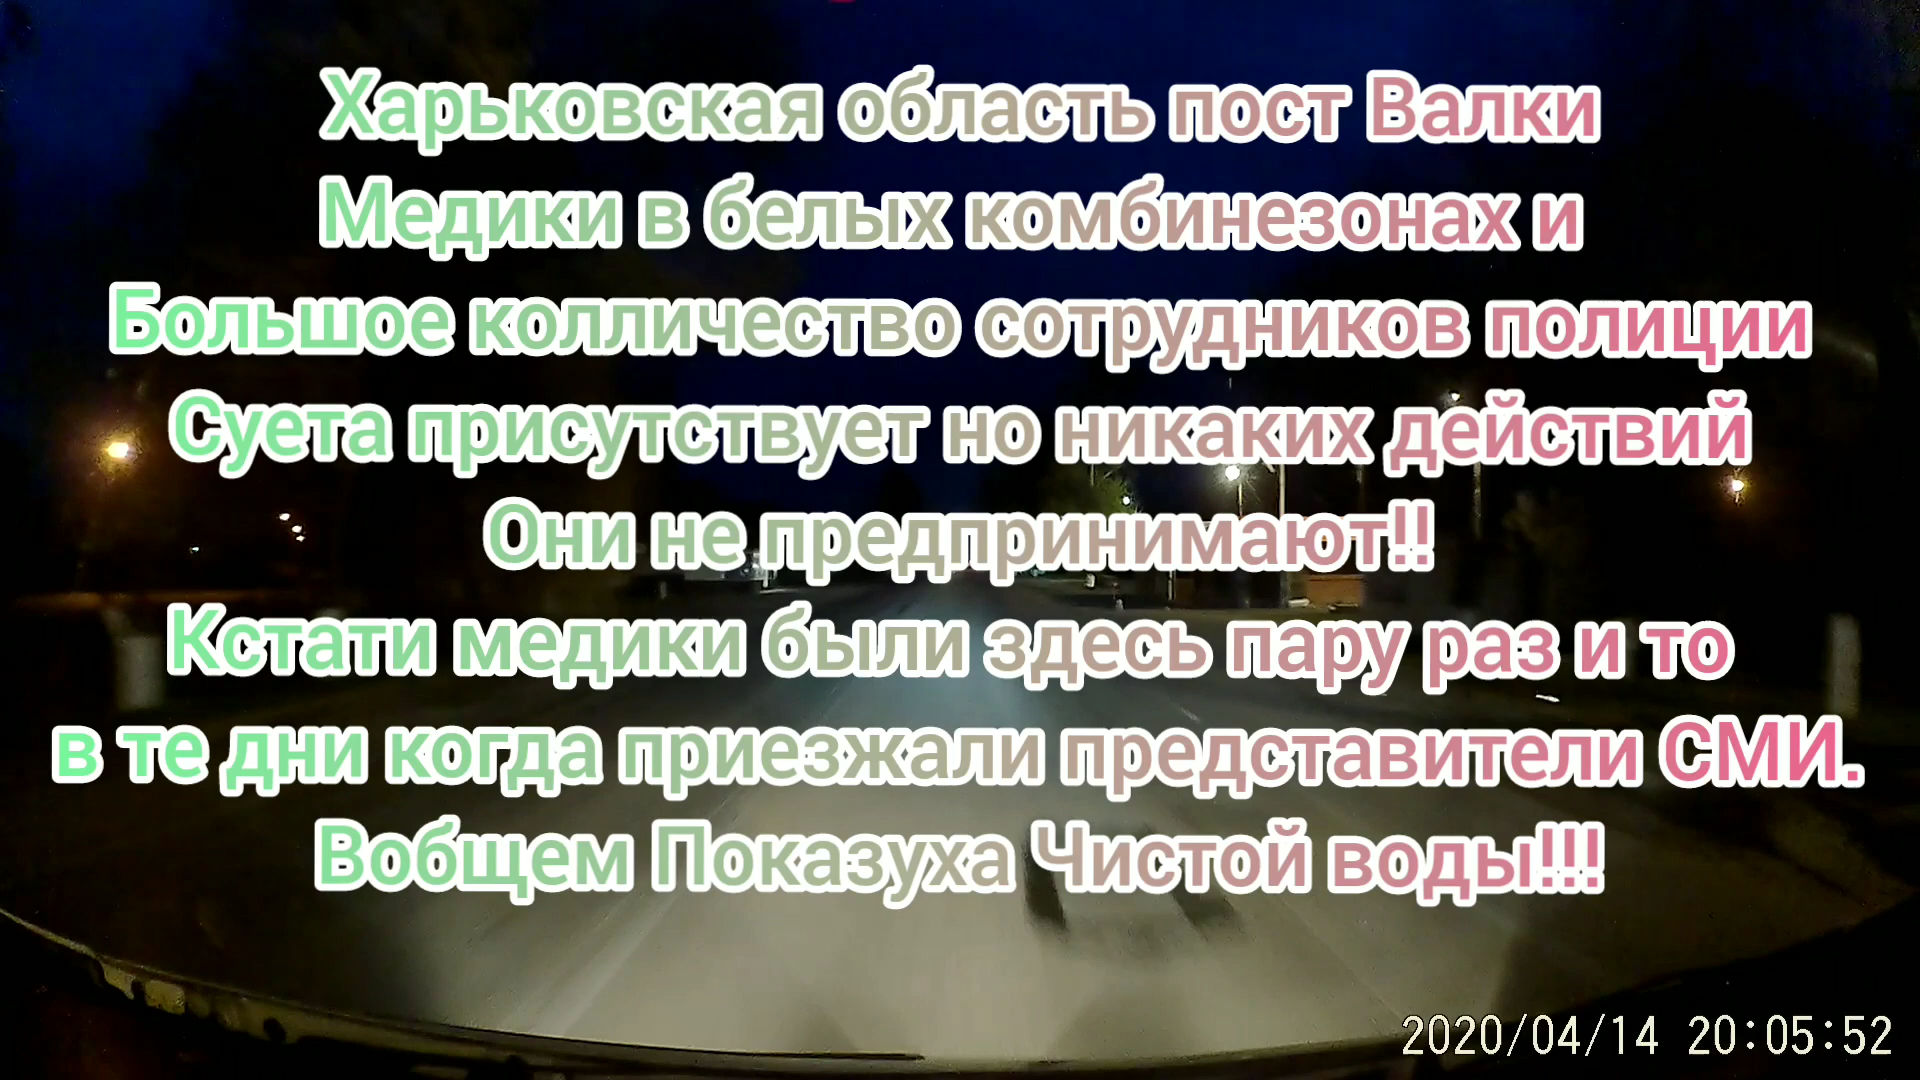 Харьковская область пост Валки
Медики в белых комбинезонах и
Большое колличество сотрудников полиции
Суета присутствует но никаких действий
Они не предпринимают!!
Кстати медики были здесь пару раз и то
в те дни когда приезжали представители СМИ.
Вобщем Показуха Чистой воды!!!
2020/04/14 20:05:52